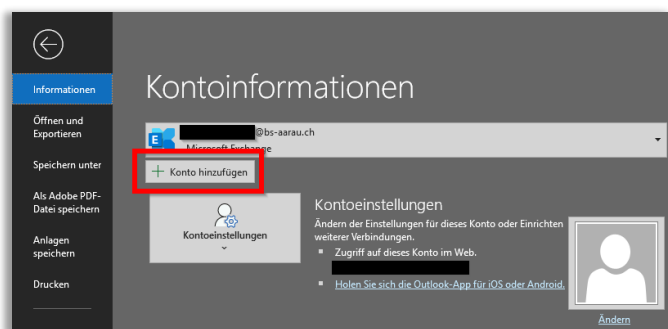 Kontoinformationen
Informationen
Öffnen und
Exportieren
Speichern unter
Als Adobe PDF-
Datei speichern
Anlagen
speichern
Drucken
@bs-aarau.ch
Microsoft Exchange
Konto hinzufügen
Kontoeinstellungen
Kontoeinstellungen
Ändern der Einstellungen für dieses Konto oder Einrichten
weiterer Verbindungen.
Zugriff auf dieses Konto im Web.
Holen Sie sich die Outlook-App für iOS oder Android.
Ändern